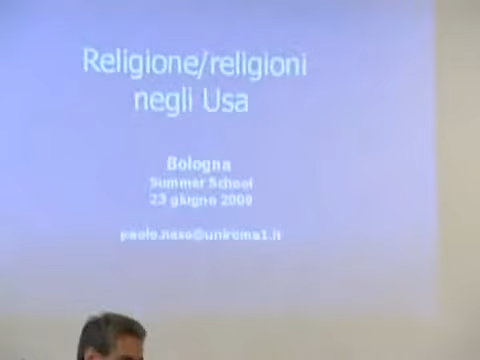 Religione/religioni
negli Usa
Bologna
Summer School
23 giugno 2009
paolo.naso@uniroma1.it